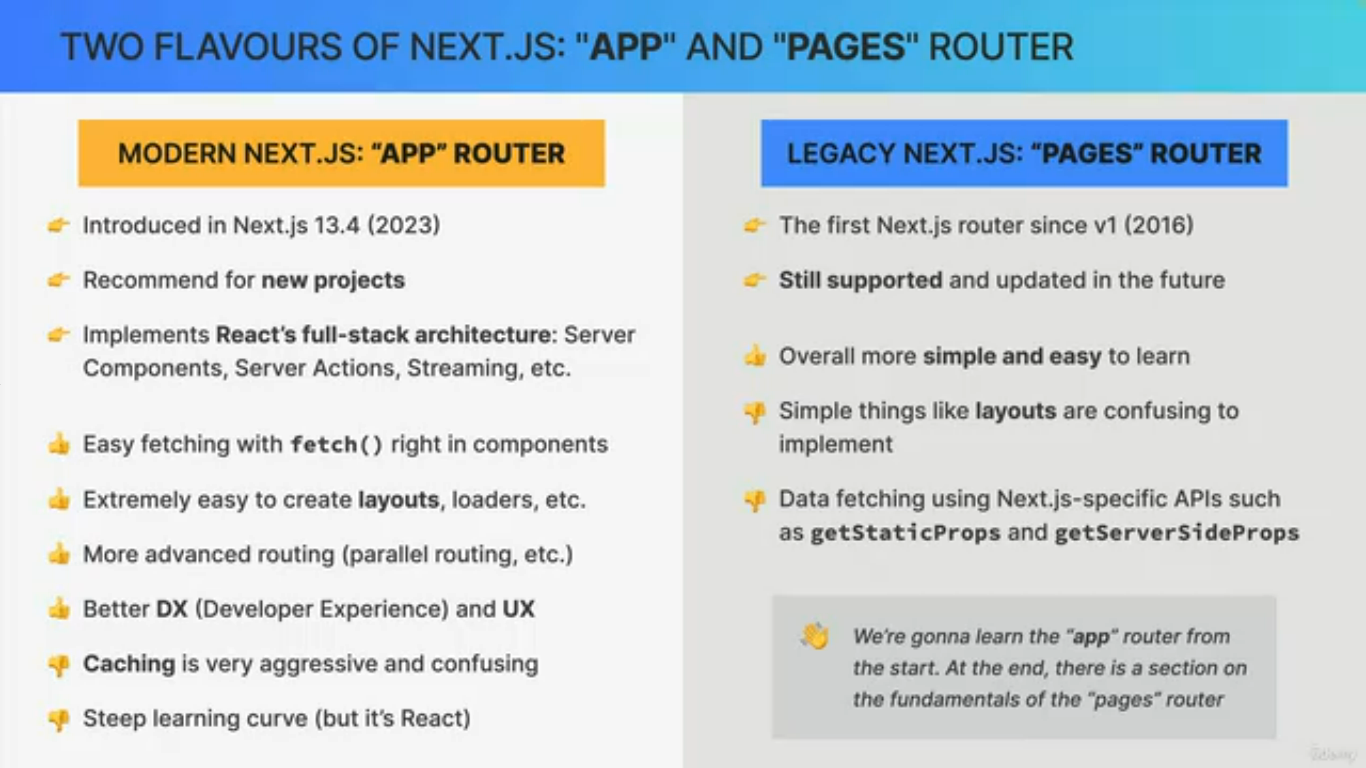 TWO FLAVOURS OF NEXT.JS: "APP" AND "PAGES" ROUTER
MODERN NEXT.JS: “APP” ROUTER
Introduced in Next.js 13.4 (2023)
Recommend for new projects
Implements React’s full-stack architecture: Server
Components, Server Actions, Streaming, etc.
Easy fetching with fetch() right in components
Extremely easy to create layouts, loaders, etc.
More advanced routing (parallel routing, etc.)
Better DX (Developer Experience) and UX
Caching is very aggressive and confusing
Steep learning curve (but it’s React)
LEGACY NEXT.JS: “PAGES” ROUTER
The first Next.js router since v1 (2016)
Still supported and updated in the future
Overall more simple and easy to learn
Simple things like layouts are confusing to
implement
Data fetching using Next.js-specific APIs such
as getStaticProps and getServerSideProps
We’re gonna learn the “app” router from
the start. At the end, there is a section on
the fundamentals of the “pages” router
Udemy